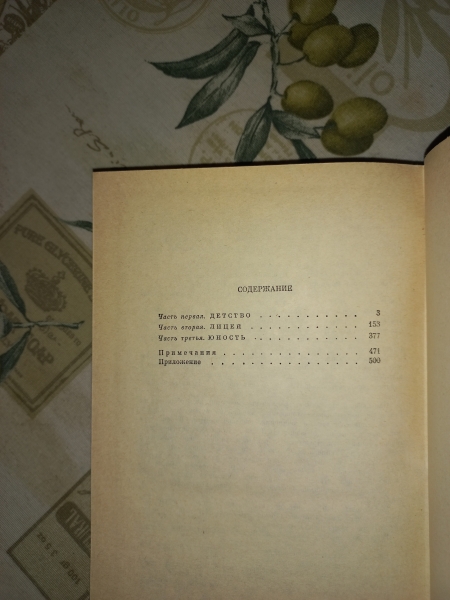 СОДЕРЖАНИЕ
Часть первая. ДЕТСТВО . . . . . . . . . . 3
Часть вторая. ЛИЦЕЙ . . . . . . . . . . 153
Часть третья. ЮНОСТЬ . . . . . . . . . . 377
Примечания . . . . . . . . . . . . . 471
Приложение . . . . . . . . . . . . . 500